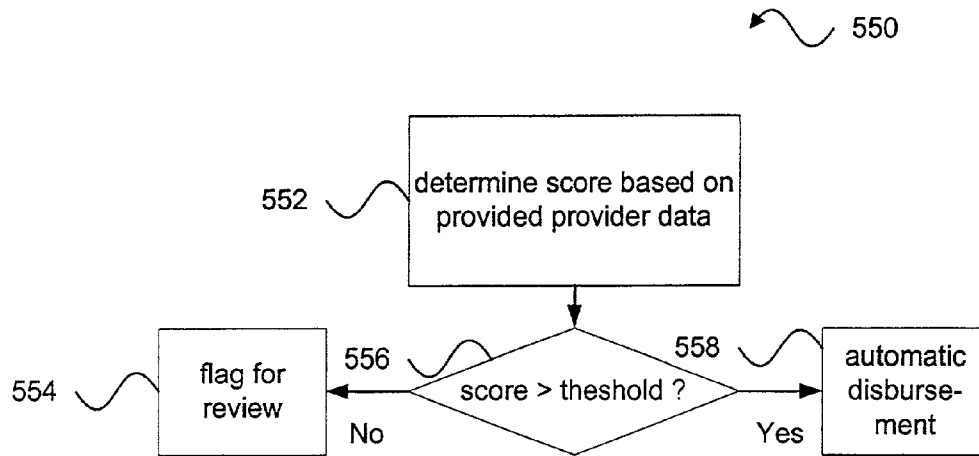 550
552
determine score based on
provided provider data
554
flag for
review
556
score > theshold ?
558
automatic
disburse-
ment
No
Yes